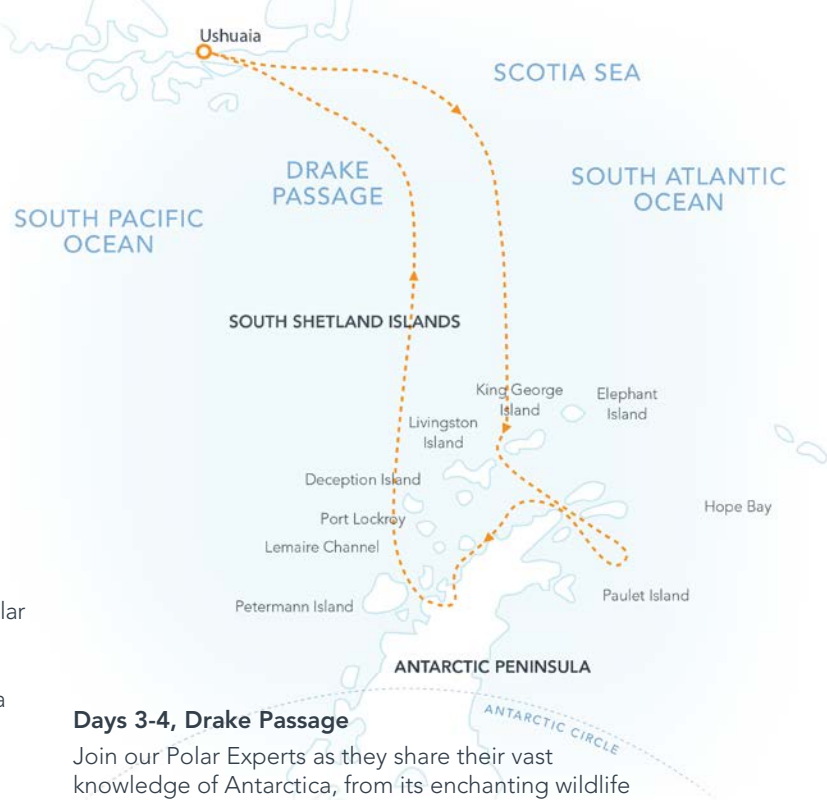 Ushuaia
SCOTIA SEA
DRAKE
PASSAGE
SOUTH ATLANTIC
OCEAN
SOUTH PACIFIC
OCEAN
SOUTH SHETLAND ISLANDS
King George
Island
Elephant
Island
Livingston
Island
Deception Island
Hope Bay
Port Lockroy
Lemaire Channel
Paulet Island
Petermann Island
lar
ANTARCTIC PENINSULA
a
ANTARCTIC CIRCLE
Days 3-4, Drake Passage
Join our Polar Experts as they share their vast
knowledge of Antarctica, from its enchanting wildlife